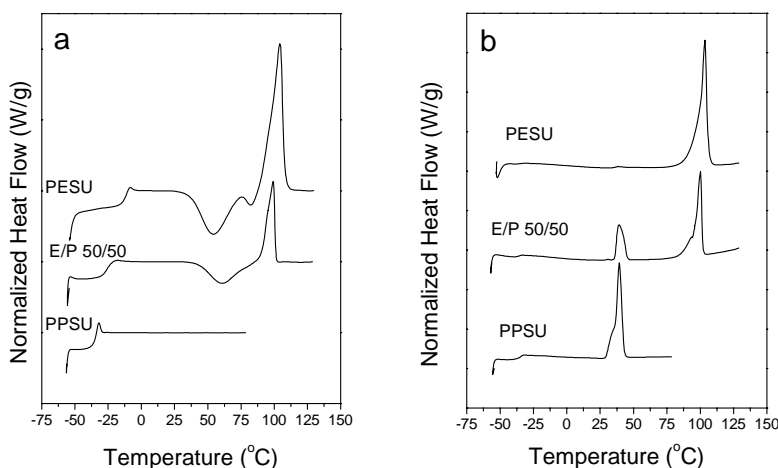 a
Normalized Heat Flow (W/g)
PESU
E/P 50/50
PPSU
-75 -50 -25 0 25 50 75 100 125 150
Temperature (°C)
b
Normalized Heat Flow (W/g)
PESU
E/P 50/50
PPSU
-75 -50 -25 0 25 50 75 100 125 150
Temperature (°C)